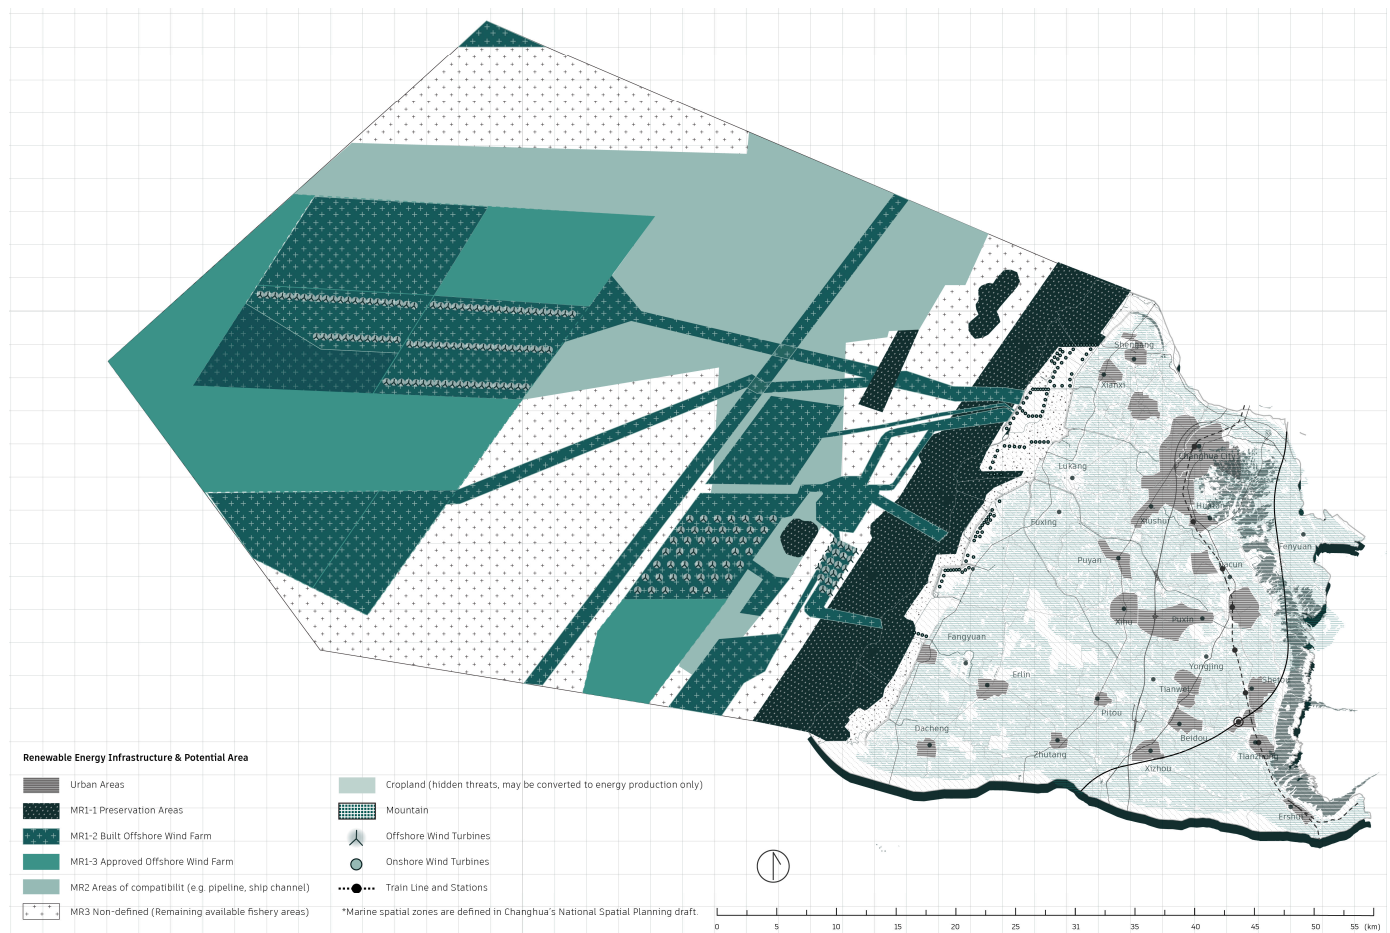 Shengang
Xianxi
Changhua City
Lukang
Huatan
Fuxing
Xiushui
Fenyuan
Puyan
Dacun
Xihu
Puxin
Fangyuan
Yongjing
Erlin
Shetou
Tianwei
Pitou
Dacheng
Beidou
Zhutang
Tianzhong
Xizhou
Ershui
Renewable Energy Infrastructure & Potential Area
Urban Areas
MR1-1 Preservation Areas
MR1-2 Built Offshore Wind Farm
MR1-3 Approved Offshore Wind Farm
MR2 Areas of compatibilit (e.g. pipeline, ship channel)
MR3 Non-defined (Remaining available fishery areas)
Cropland (hidden threats, may be converted to energy production only)
Mountain
Offshore Wind Turbines
Onshore Wind Turbines
Train Line and Stations
*Marine spatial zones are defined in Changhua's National Spatial Planning draft.
0 5 10 15 20 25 31 35 40 45 50 55 (km)